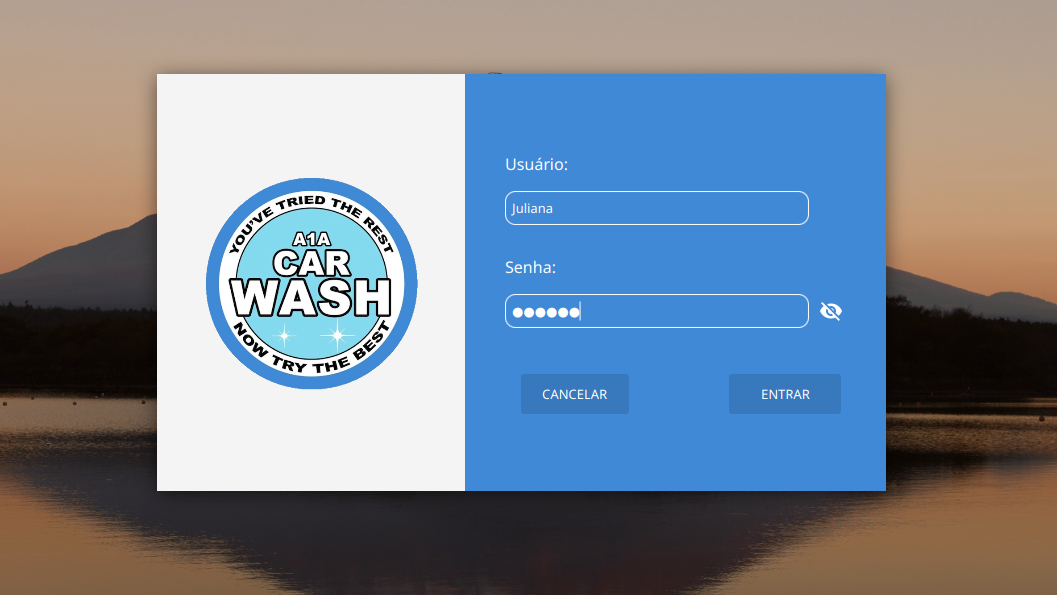 YOU'VE TRIED THE REST
A1A
CAR
WASH
NOW TRY THE BEST
Usuário:
Juliana
Senha:
●●●●●●
CANCELAR
ENTRAR